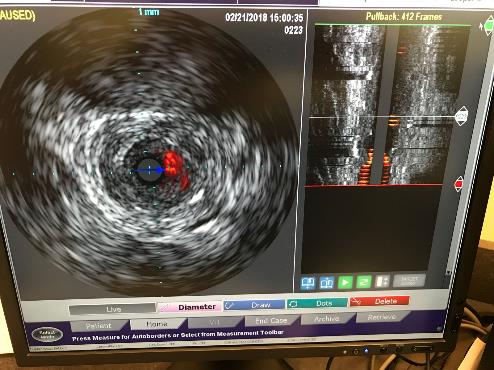 AUSED)
1 mm
02/21/2018 15:00:35
0223
Pullback: 412 Frames
Live
Diameter
Draw
Dots
Delete
Patient
Home
End Case
Archive
Retrieve
Press Measure for Autoborders or Select from Measurement Toolbar